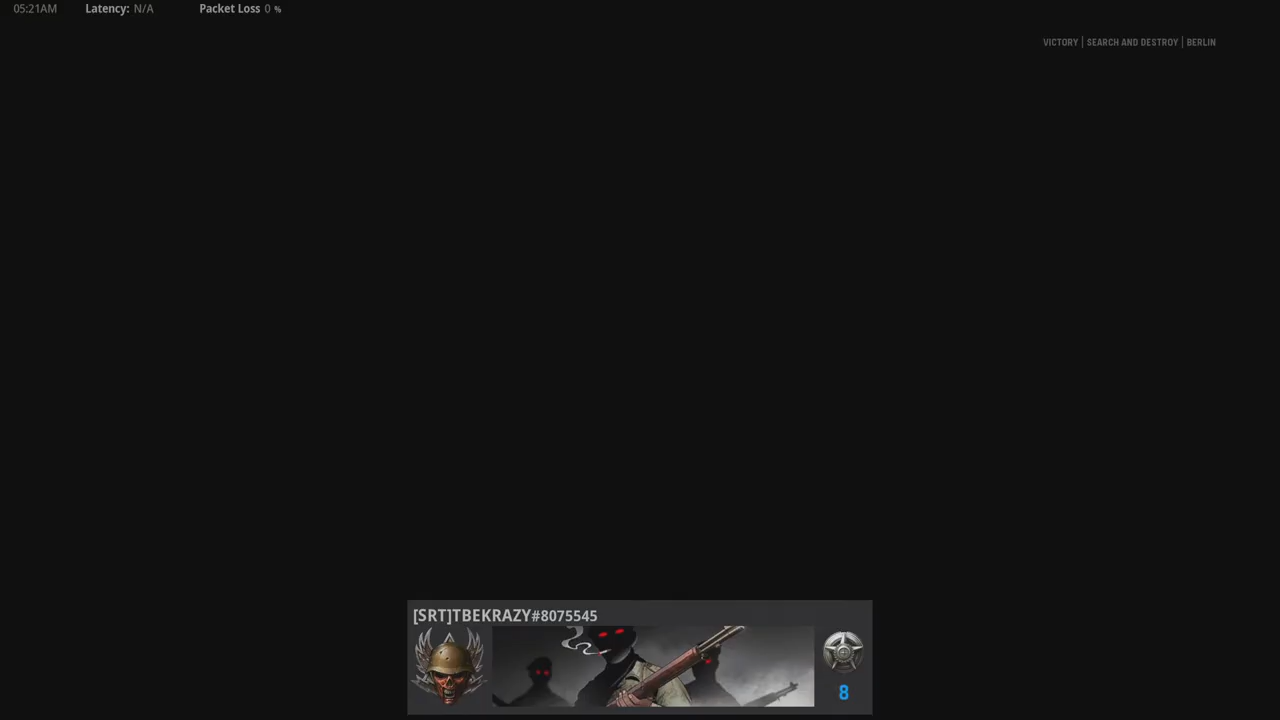 05:21AM Latency: N/A Packet Loss 0 %
VICTORY | SEARCH AND DESTROY | BERLIN
[SRT]TBEKRAZY#8075545
8